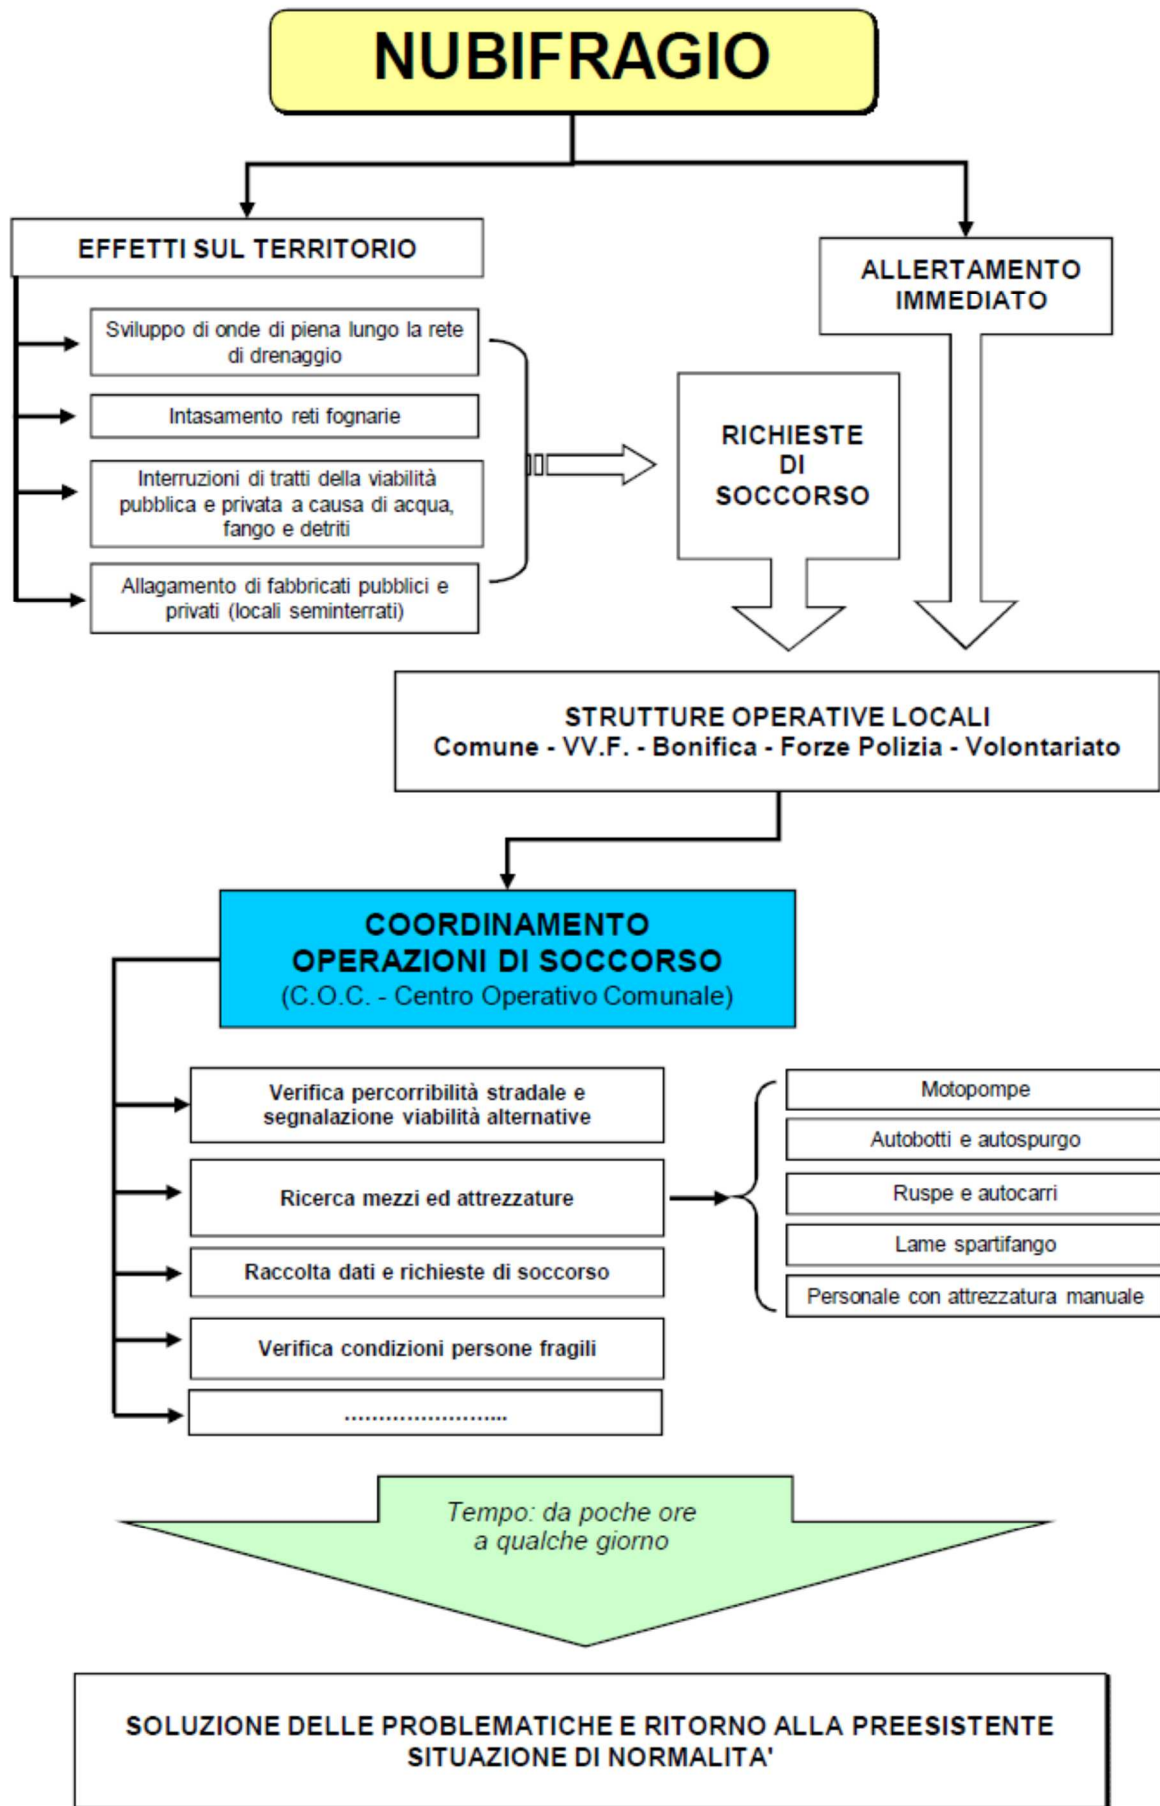 NUBIFRAGIO
EFFETTI SUL TERRITORIO
ALLERTAMENTO
IMMEDIATO
Sviluppo di onde di piena lungo la rete
di drenaggio
Intasamento reti fognarie
Interruzioni di tratti della viabilità
pubblica e privata a causa di acqua,
fango e detriti
Allagamento di fabbricati pubblici e
privati (locali seminterrati)
RICHIESTE
DI
SOCCORSO
STRUTTURE OPERATIVE LOCALI
Comune - VV.F. - Bonifica - Forze Polizia - Volontariato
COORDINAMENTO
OPERAZIONI DI SOCCORSO
(C.O.C. - Centro Operativo Comunale)
Verifica percorribilità stradale e
segnalazione viabilità alternative
Ricerca mezzi ed attrezzature
Raccolta dati e richieste di soccorso
Verifica condizioni persone fragili
.........................
Motopompe
Autobotti e autospurgo
Ruspe e autocarri
Lame spartifango
Personale con attrezzatura manuale
Tempo: da poche ore
a qualche giorno
SOLUZIONE DELLE PROBLEMATICHE E RITORNO ALLA PREESISTENTE
SITUAZIONE DI NORMALITA'